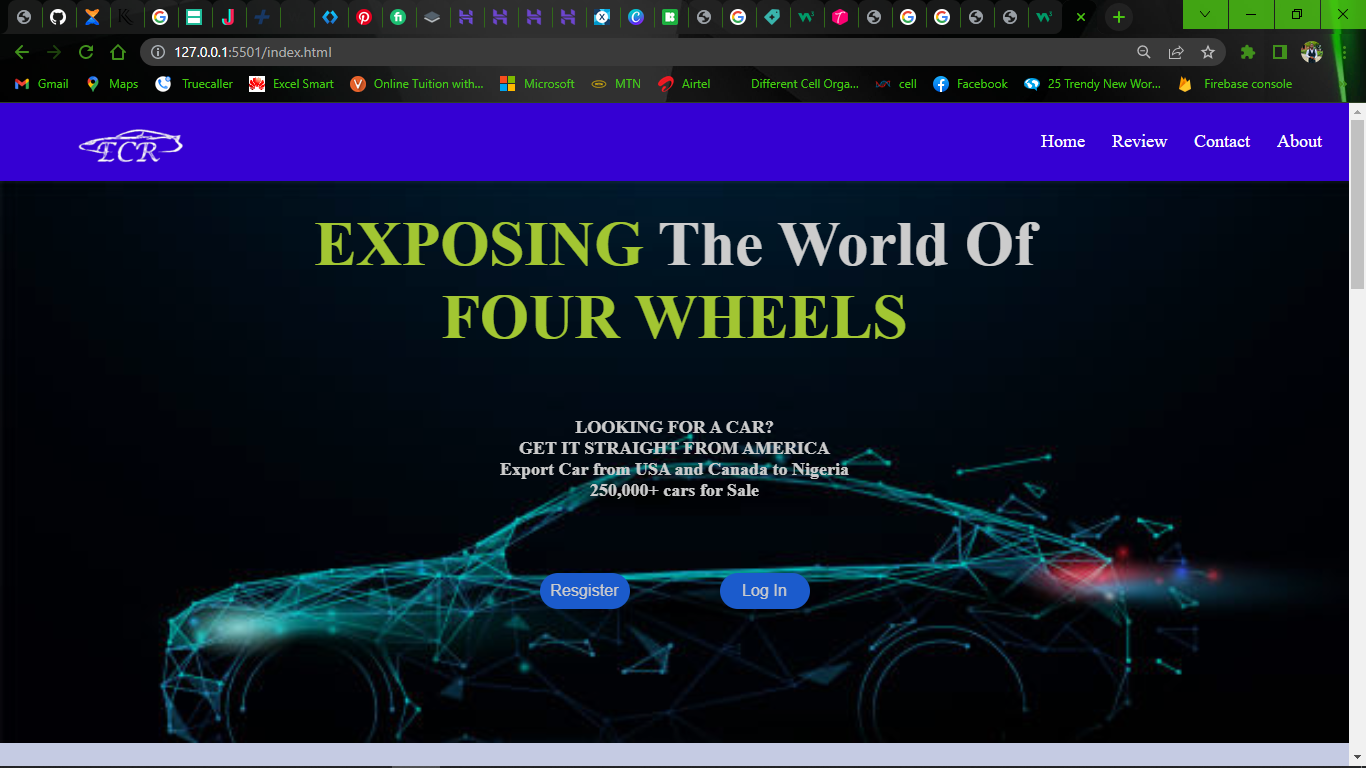 127.0.0.1:5501/index.html
Gmail Maps Truecaller Excel Smart Online Tuition with... Microsoft MTN Airtel Different Cell Orga... cell Facebook 25 Trendy New Wor... Firebase console
ECR Home Review Contact About
EXPOSING The World Of
FOUR WHEELS
LOOKING FOR A CAR?
GET IT STRAIGHT FROM AMERICA
Export Car from USA and Canada to Nigeria
250,000+ cars for Sale
Resgister Log In